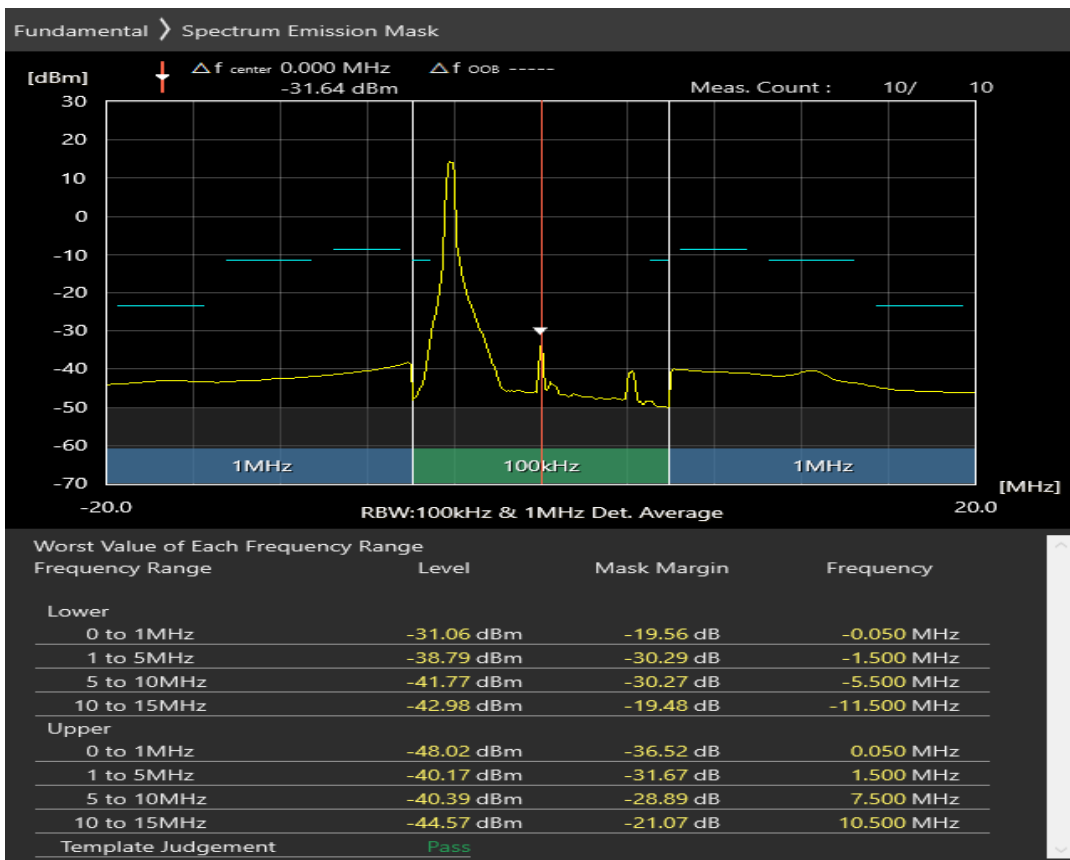 Fundamental ❯ Spectrum Emission Mask
△f center 0.000 MHz △f OOB -----
[dBm]
-31.64 dBm Meas. Count : 10/ 10
30
20
10
0
-10
-20
-30
-40
-50
-60
1MHz 100kHz 1MHz
-70
[MHz]
-20.0 RBW:100kHz & 1MHz Det. Average 20.0
Worst Value of Each Frequency Range
Frequency Range Level Mask Margin Frequency
Lower
0 to 1MHz -31.06 dBm -19.56 dB -0.050 MHz
1 to 5MHz -38.79 dBm -30.29 dB -1.500 MHz
5 to 10MHz -41.77 dBm -30.27 dB -5.500 MHz
10 to 15MHz -42.98 dBm -19.48 dB -11.500 MHz
Upper
0 to 1MHz -48.02 dBm -36.52 dB 0.050 MHz
1 to 5MHz -40.17 dBm -31.67 dB 1.500 MHz
5 to 10MHz -40.39 dBm -28.89 dB 7.500 MHz
10 to 15MHz -44.57 dBm -21.07 dB 10.500 MHz
Template Judgement Pass